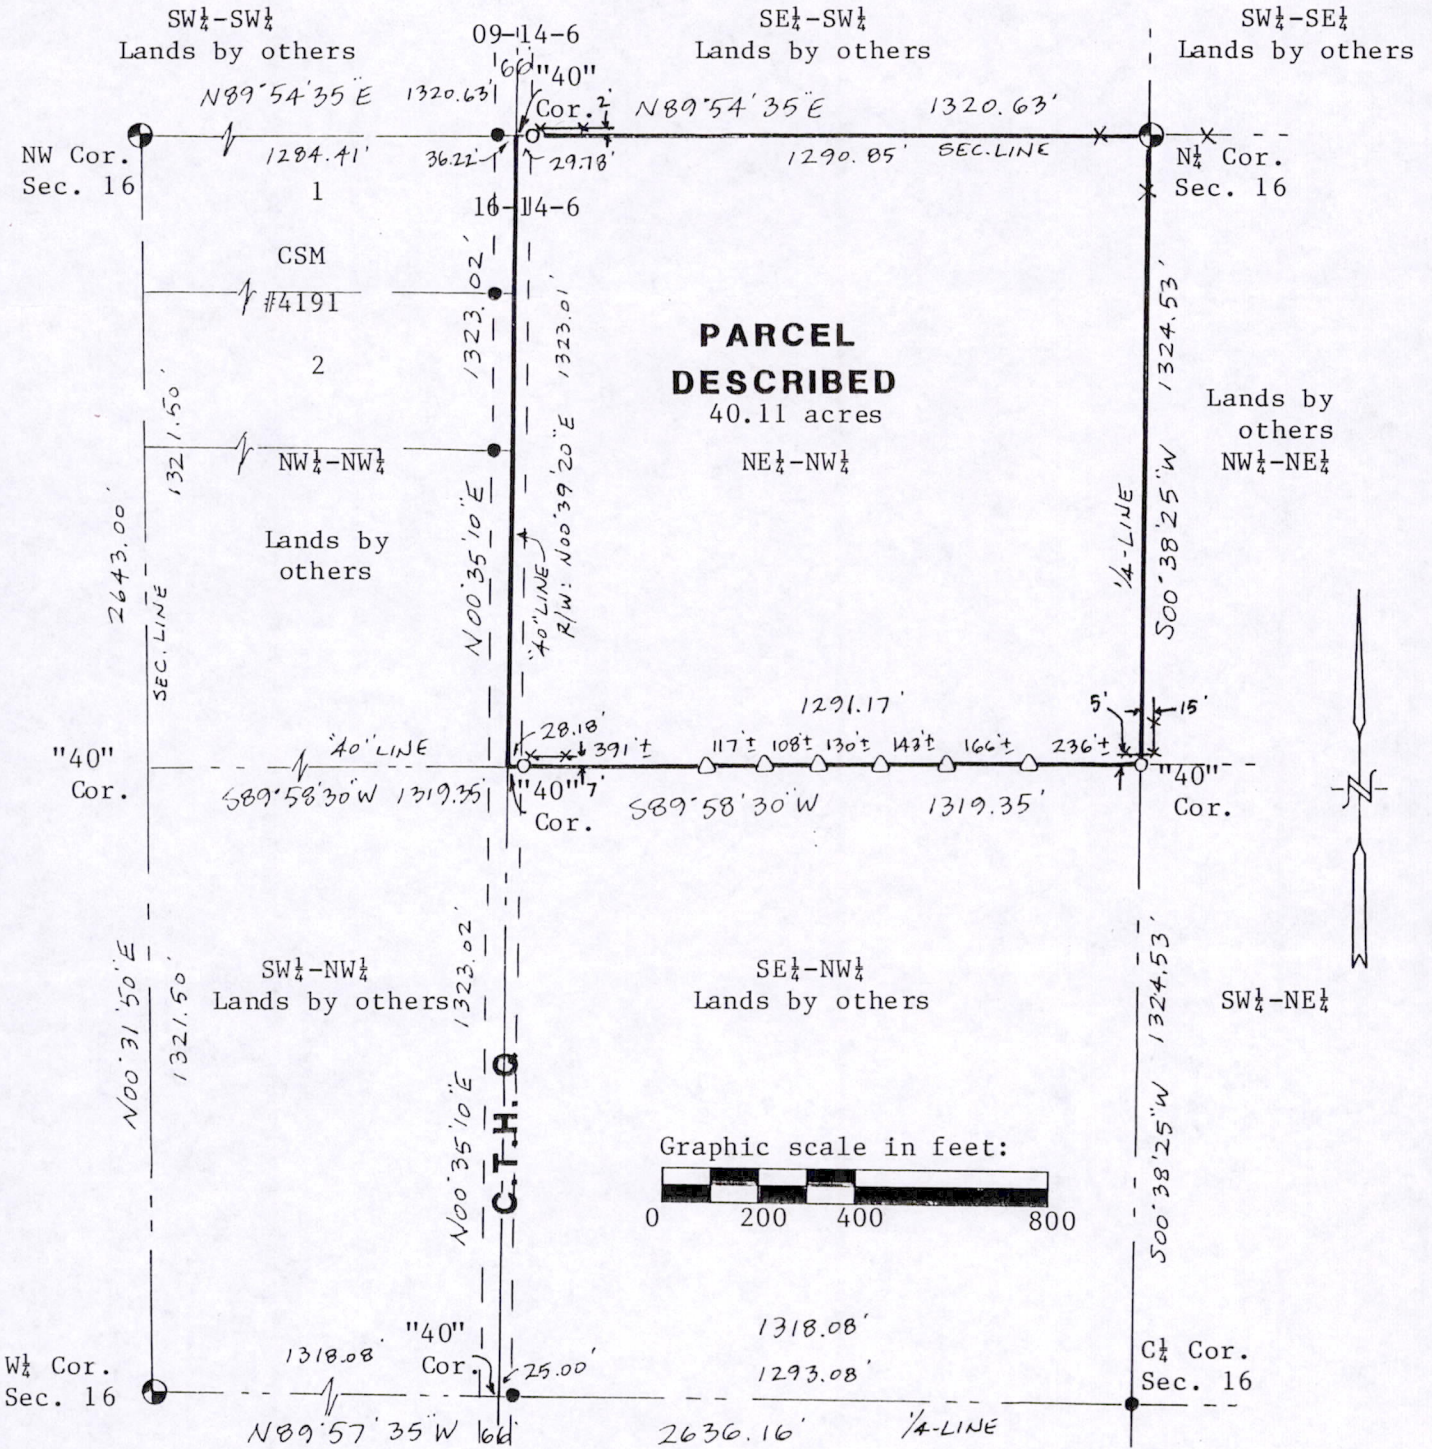 SW¼-SW¼
Lands by others
09-14-6
SE¼-SW¼
Lands by others
SW¼-SE¼
Lands by others
66'
"40"
Cor.
2'
N89°54'35"E 1320.63'
N89°54'35"E 1320.63'
NW Cor.
Sec. 16
1284.41'
36.22'
29.78'
1290.85' SEC. LINE
N¼ Cor.
Sec. 16
1
16-14-6
CSM
#4191
2
1323.02'
1323.01'
PARCEL
DESCRIBED
40.11 acres
NE¼-NW¼
1324.53'
Lands by
others
NW¼-NE¼
NW¼-NW¼
Lands by
others
1321.50'
2643.00'
SEC. LINE
N00°35'10"E
"40" LINE
R/W: N00°39'20"E
¼-LINE
S00°38'25"W
1291.17'
5'
15'
28.18'
391'±
117'±
108'±
130'±
143'±
166'±
236'±
"40"
Cor.
"40" LINE
S89°58'30"W 1319.35'
"40"
Cor.
7'
S89°58'30"W 1319.35'
"40"
Cor.
N
N00°31'50"E
1321.50'
SW¼-NW¼
Lands by others
1323.02'
N00°35'10"E
C.T.H. Q
SE¼-NW¼
Lands by others
1324.53'
S00°38'25"W
SW¼-NE¼
Graphic scale in feet:
0 200 400 800
W¼ Cor.
Sec. 16
1318.08'
"40"
Cor.
25.00'
1318.08'
1293.08'
C¼ Cor.
Sec. 16
N89°57'35"W
66'
2636.16'
¼-LINE